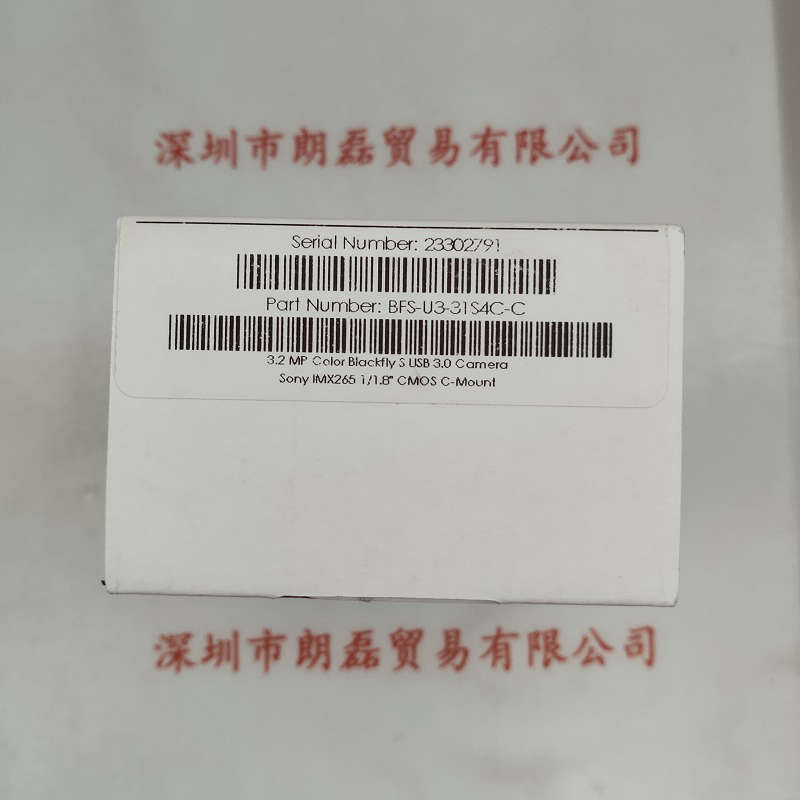 深圳市朗磊贸易有限公司
Serial Number: 23302791
Part Number: BFS-U3-31S4C-C
3.2 MP Color Blackfly S USB 3.0 Camera
Sony IMX265 1/1.8" CMOS C-Mount
深圳市朗磊贸易有限公司